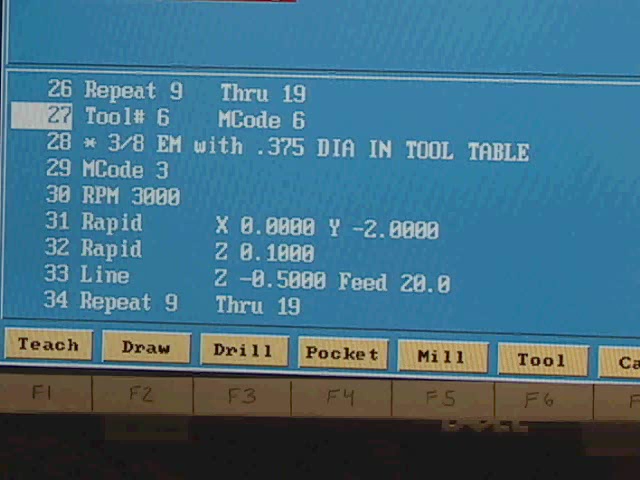 26 Repeat 9 Thru 19
27 Tool# 6 MCode 6
28 * 3/8 EM with .375 DIA IN TOOL TABLE
29 MCode 3
30 RPM 3000
31 Rapid X 0.0000 Y -2.0000
32 Rapid Z 0.1000
33 Line Z -0.5000 Feed 20.0
34 Repeat 9 Thru 19
Teach Draw Drill Pocket Mill Tool Ca
F1 F2 F3 F4 F5 F6 F